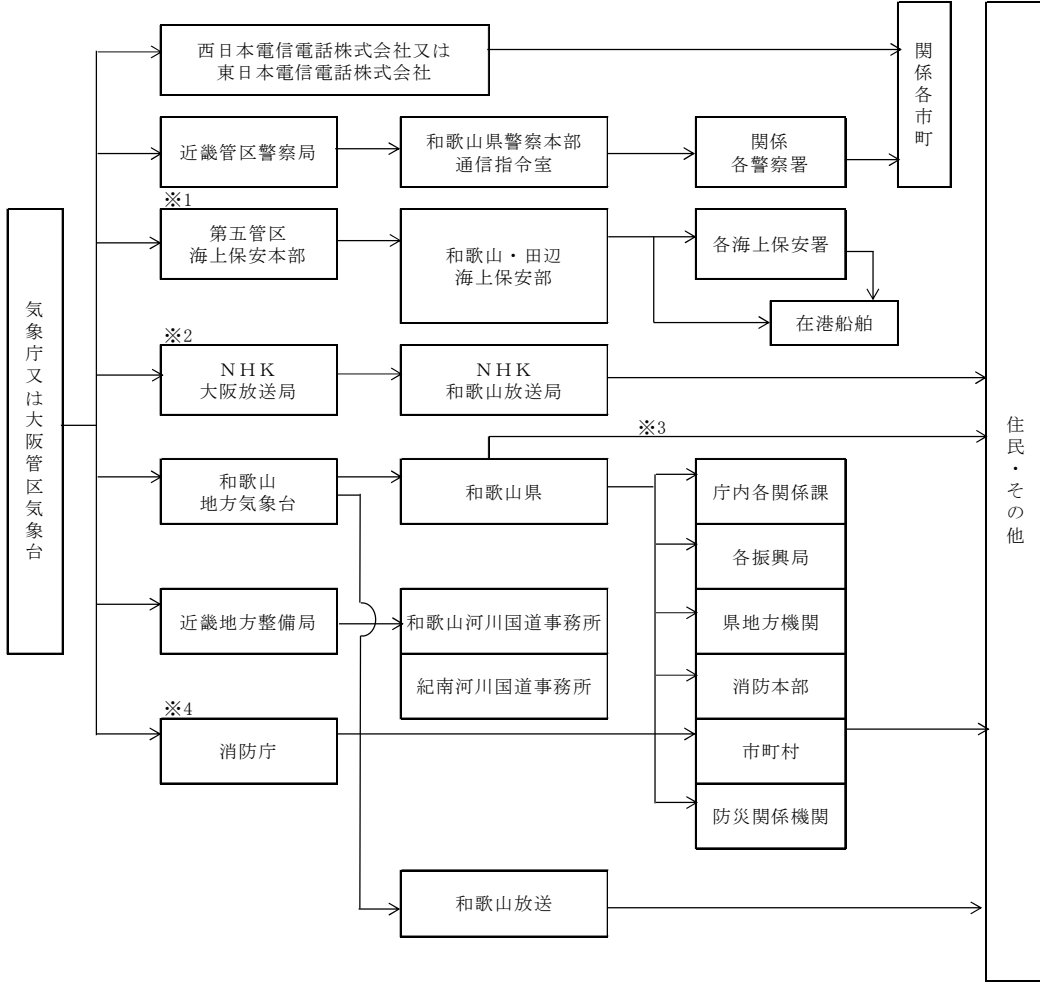 西日本電信電話株式会社又は
東日本電信電話株式会社
関係各市町
近畿管区警察局
和歌山県警察本部
通信指令室
関係
各警察署
※1
第五管区
海上保安本部
和歌山・田辺
海上保安部
各海上保安署
在港船舶
気象庁又は大阪管区気象台
※2
ＮＨＫ
大阪放送局
ＮＨＫ
和歌山放送局
※3
住民・その他
和歌山
地方気象台
和歌山県
庁内各関係課
各振興局
近畿地方整備局
和歌山河川国道事務所
県地方機関
紀南河川国道事務所
消防本部
※4
消防庁
市町村
防災関係機関
和歌山放送